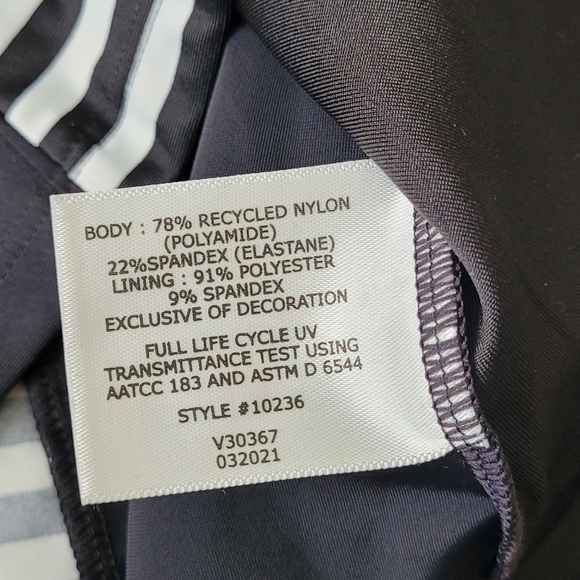 BODY : 78% RECYCLED NYLON
(POLYAMIDE)
22%SPANDEX (ELASTANE)
LINING : 91% POLYESTER
9% SPANDEX
EXCLUSIVE OF DECORATION
FULL LIFE CYCLE UV
TRANSMITTANCE TEST USING
AATCC 183 AND ASTM D 6544
STYLE #10236
V30367
032021